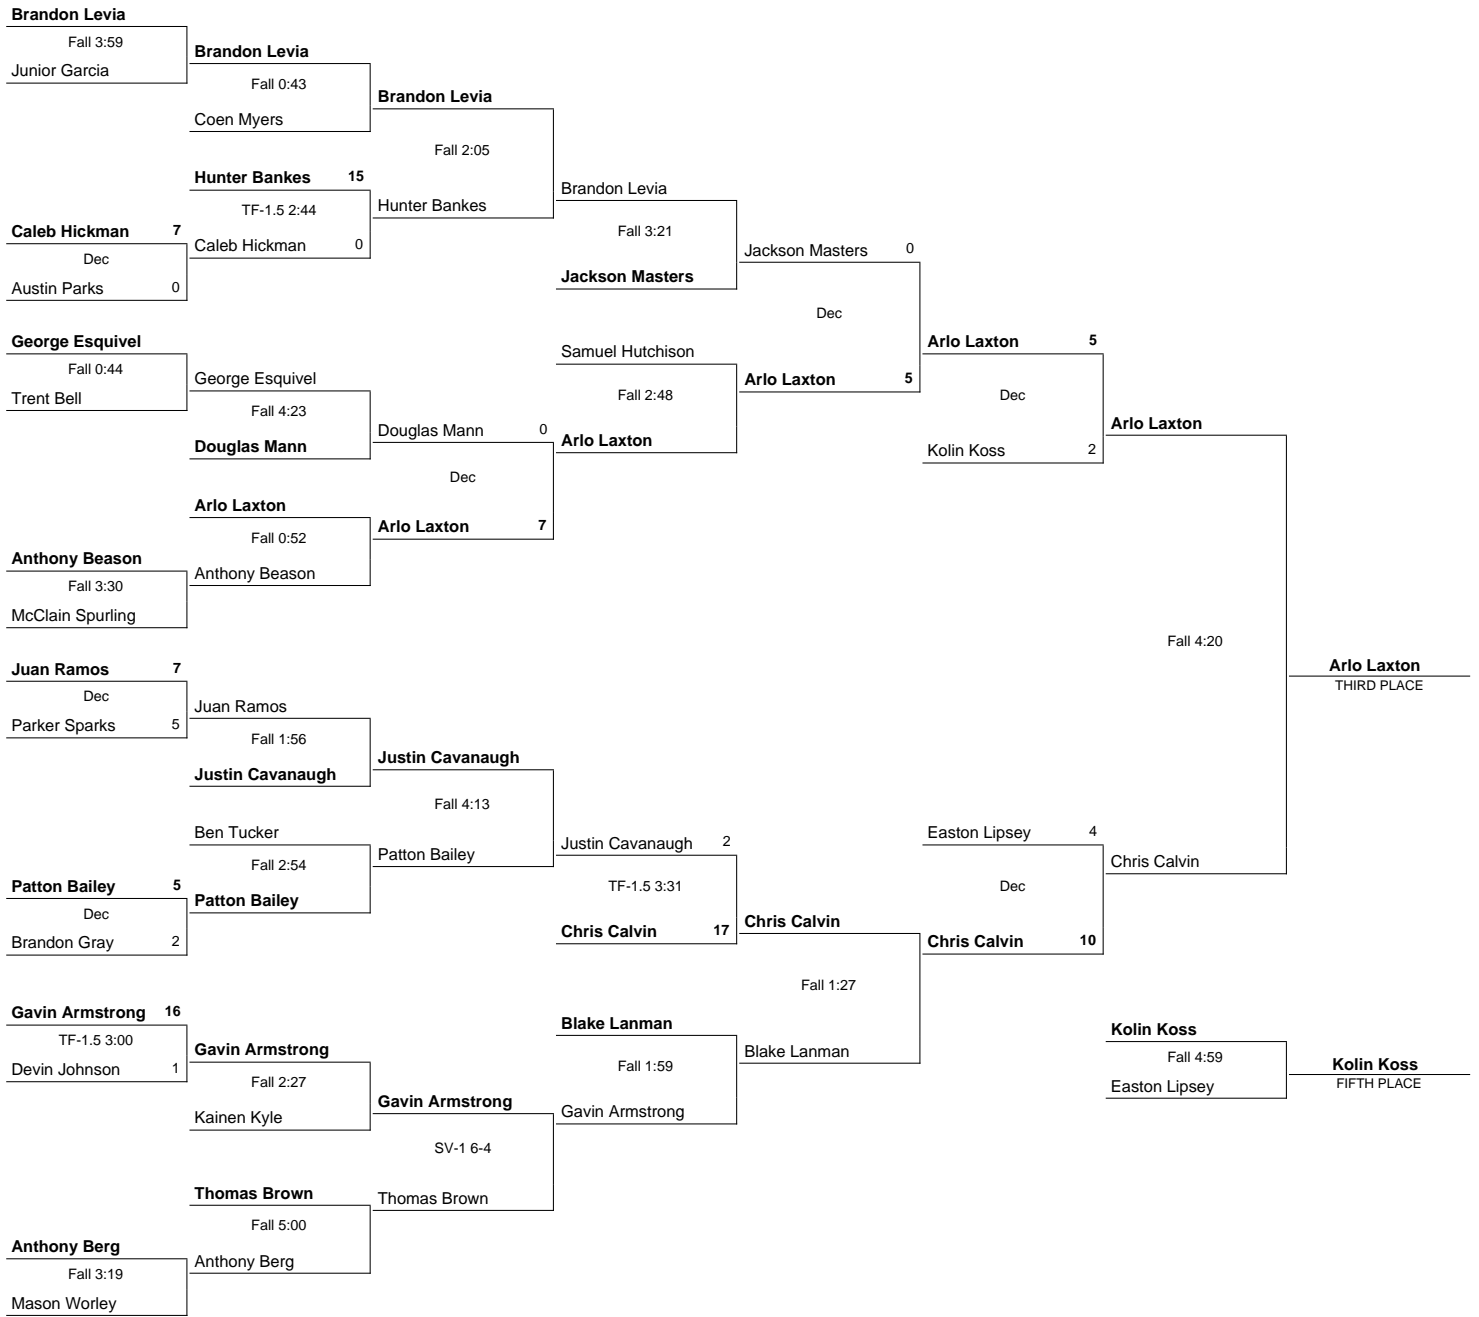 Brandon Levia
Fall 3:59
Junior Garcia
Brandon Levia
Fall 0:43
Coen Myers
Brandon Levia
Fall 2:05
Hunter Bankes
Hunter Bankes 15
TF-1.5 2:44
Caleb Hickman 0
Caleb Hickman 7
Dec
Austin Parks 0
Brandon Levia
Fall 3:21
Jackson Masters
Jackson Masters 0
Dec
Arlo Laxton 5
George Esquivel
Fall 0:44
Trent Bell
George Esquivel
Fall 4:23
Douglas Mann
Douglas Mann 0
Dec
Arlo Laxton 7
Samuel Hutchison
Fall 2:48
Arlo Laxton
Arlo Laxton
Fall 0:52
Anthony Beason
Anthony Beason
Fall 3:30
McClain Spurling
Arlo Laxton 5
Dec
Kolin Koss 2
Arlo Laxton
Fall 4:20
Chris Calvin
Arlo Laxton
THIRD PLACE
Juan Ramos 7
Dec
Parker Sparks 5
Juan Ramos
Fall 1:56
Justin Cavanaugh
Justin Cavanaugh
Fall 4:13
Patton Bailey
Ben Tucker
Fall 2:54
Patton Bailey
Patton Bailey 5
Dec
Brandon Gray 2
Justin Cavanaugh 2
TF-1.5 3:31
Chris Calvin 17
Chris Calvin
Fall 1:27
Blake Lanman
Easton Lipsey 4
Dec
Chris Calvin 10
Gavin Armstrong 16
TF-1.5 3:00
Devin Johnson 1
Gavin Armstrong
Fall 2:27
Kainen Kyle
Gavin Armstrong
SV-1 6-4
Thomas Brown
Blake Lanman
Fall 1:59
Gavin Armstrong
Thomas Brown
Fall 5:00
Anthony Berg
Anthony Berg
Fall 3:19
Mason Worley
Kolin Koss
Fall 4:59
Easton Lipsey
Kolin Koss
FIFTH PLACE